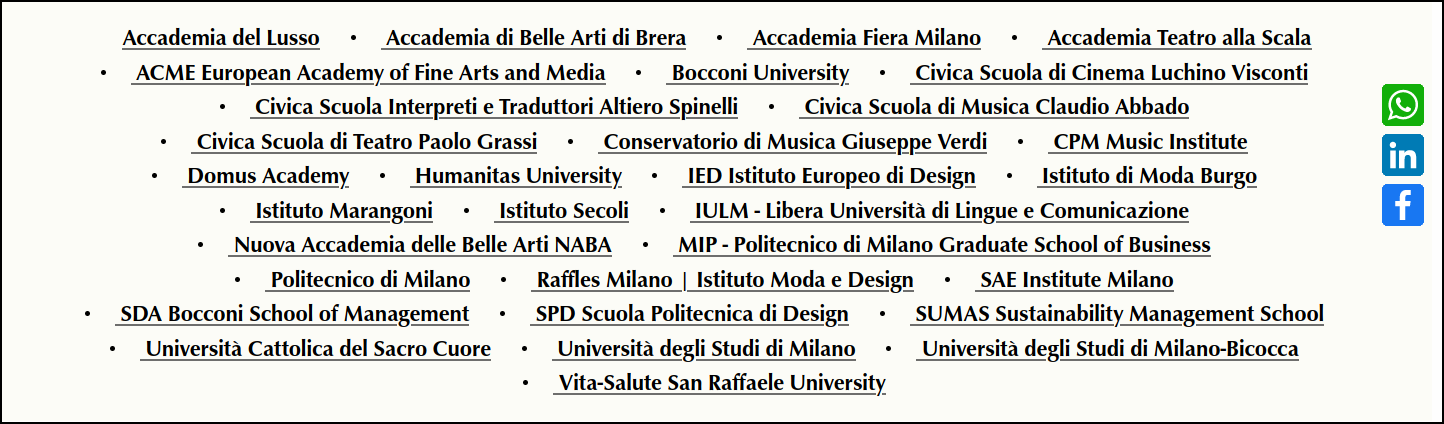 Accademia del Lusso • Accademia di Belle Arti di Brera • Accademia Fiera Milano • Accademia Teatro alla Scala
• ACME European Academy of Fine Arts and Media • Bocconi University • Civica Scuola di Cinema Luchino Visconti
• Civica Scuola Interpreti e Traduttori Altiero Spinelli • Civica Scuola di Musica Claudio Abbado
• Civica Scuola di Teatro Paolo Grassi • Conservatorio di Musica Giuseppe Verdi • CPM Music Institute
• Domus Academy • Humanitas University • IED Istituto Europeo di Design • Istituto di Moda Burgo
• Istituto Marangoni • Istituto Secoli • IULM - Libera Università di Lingue e Comunicazione
• Nuova Accademia delle Belle Arti NABA • MIP - Politecnico di Milano Graduate School of Business
• Politecnico di Milano • Raffles Milano | Istituto Moda e Design • SAE Institute Milano
• SDA Bocconi School of Management • SPD Scuola Politecnica di Design • SUMAS Sustainability Management School
• Università Cattolica del Sacro Cuore • Università degli Studi di Milano • Università degli Studi di Milano-Bicocca
• Vita-Salute San Raffaele University
in
f